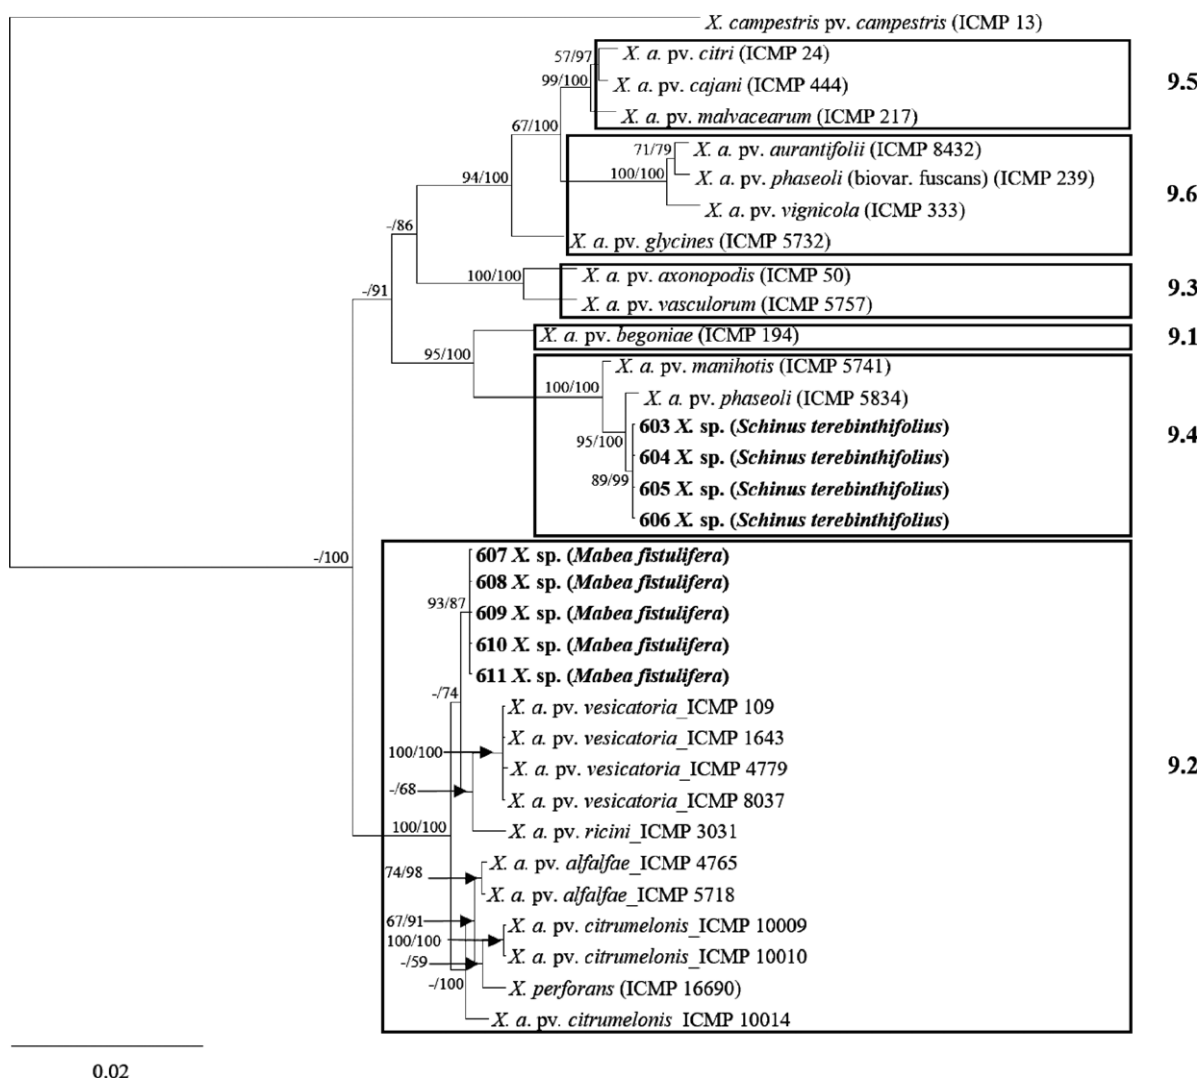 X. campestris pv. campestris (ICMP 13)
57/97
X. a. pv. citri (ICMP 24)
99/100
X. a. pv. cajani (ICMP 444)
9.5
X. a. pv. malvacearum (ICMP 217)
67/100
71/79
X. a. pv. aurantifolii (ICMP 8432)
94/100
100/100
X. a. pv. phaseoli (biovar. fuscans) (ICMP 239)
9.6
X. a. pv. vignicola (ICMP 333)
-/86
X. a. pv. glycines (ICMP 5732)
100/100
X. a. pv. axonopodis (ICMP 50)
-/91
9.3
X. a. pv. vasculorum (ICMP 5757)
X. a. pv. begoniae (ICMP 194)
9.1
95/100
X. a. pv. manihotis (ICMP 5741)
100/100
X. a. pv. phaseoli (ICMP 5834)
603 X. sp. (Schinus terebinthifolius)
9.4
95/100
604 X. sp. (Schinus terebinthifolius)
89/99
605 X. sp. (Schinus terebinthifolius)
606 X. sp. (Schinus terebinthifolius)
-/100
607 X. sp. (Mabea fistulifera)
608 X. sp. (Mabea fistulifera)
93/87
609 X. sp. (Mabea fistulifera)
610 X. sp. (Mabea fistulifera)
611 X. sp. (Mabea fistulifera)
-/74
X. a. pv. vesicatoria_ICMP 109
X. a. pv. vesicatoria_ICMP 1643
100/100
X. a. pv. vesicatoria_ICMP 4779
9.2
-/68
X. a. pv. vesicatoria_ICMP 8037
100/100
X. a. pv. ricini_ICMP 3031
X. a. pv. alfalfae_ICMP 4765
74/98
X. a. pv. alfalfae_ICMP 5718
67/91
X. a. pv. citrumelonis_ICMP 10009
100/100
X. a. pv. citrumelonis_ICMP 10010
-/59
-/100
X. perforans (ICMP 16690)
X. a. pv. citrumelonis_ICMP 10014
0.02